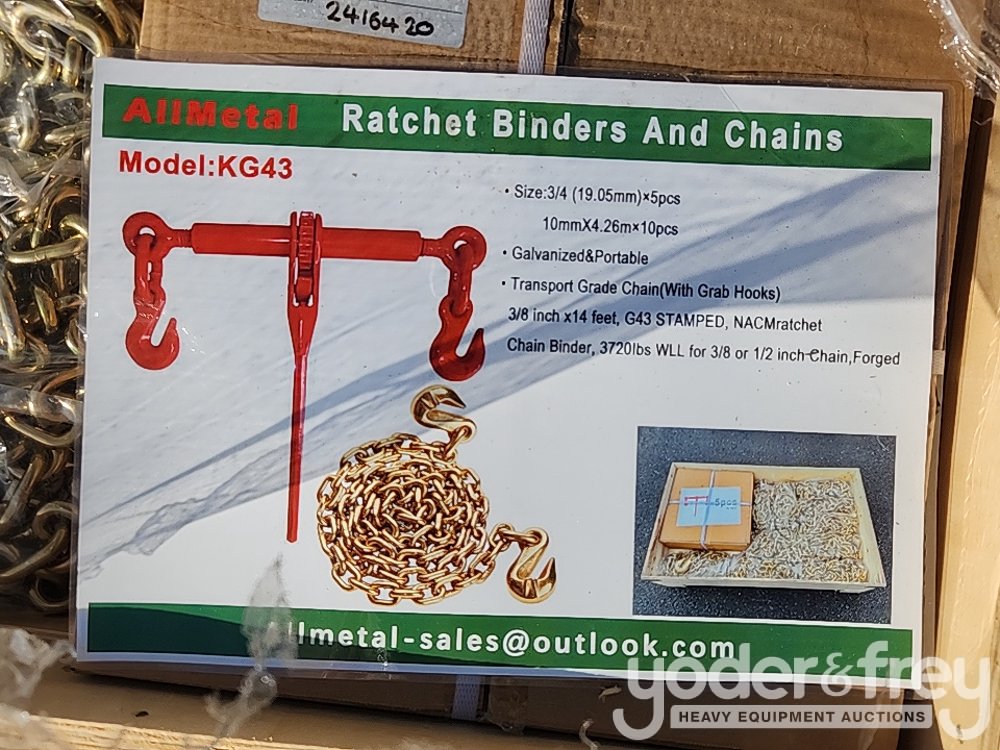 2416420
AllMetal Ratchet Binders And Chains
Model:KG43
• Size:3/4 (19.05mm)×5pcs
10mmX4.26m×10pcs
• Galvanized&Portable
• Transport Grade Chain(With Grab Hooks)
3/8 inch x14 feet, G43 STAMPED, NACMratchet
Chain Binder, 3720lbs WLL for 3/8 or 1/2 inch Chain,Forged
5pcs
Allmetal-sales@outlook.com
yoder&frey
HEAVY EQUIPMENT AUCTIONS